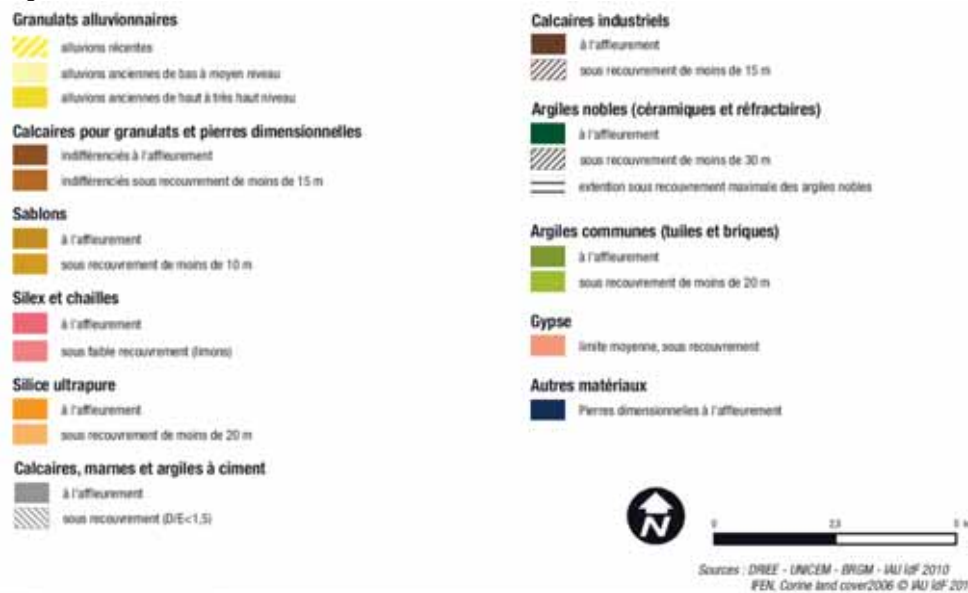 Granulats alluvionnaires
alluvions récentes
alluvions anciennes de bas à moyen niveau
alluvions anciennes de haut à très haut niveau
Calcaires pour granulats et pierres dimensionnelles
indifférenciés à l'affleurement
indifférenciés sous recouvrement de moins de 15 m
Sablons
à l'affleurement
sous recouvrement de moins de 10 m
Silex et chailles
à l'affleurement
sous faible recouvrement (limons)
Silice ultrapure
à l'affleurement
sous recouvrement de moins de 20 m
Calcaires, marnes et argiles à ciment
à l'affleurement
sous recouvrement (D/E<1,5)
Calcaires industriels
à l'affleurement
sous recouvrement de moins de 15 m
Argiles nobles (céramiques et réfractaires)
à l'affleurement
sous recouvrement de moins de 30 m
extention sous recouvrement maximale des argiles nobles
Argiles communes (tuiles et briques)
à l'affleurement
sous recouvrement de moins de 20 m
Gypse
limite moyenne, sous recouvrement
Autres matériaux
Pierres dimensionnelles à l'affleurement
N
0 2,5 5 k
Sources : DRIEE - UNICEM - BRGM - IAU îdF 2010
IFEN, Corine land cover2006 © IAU îdF 201